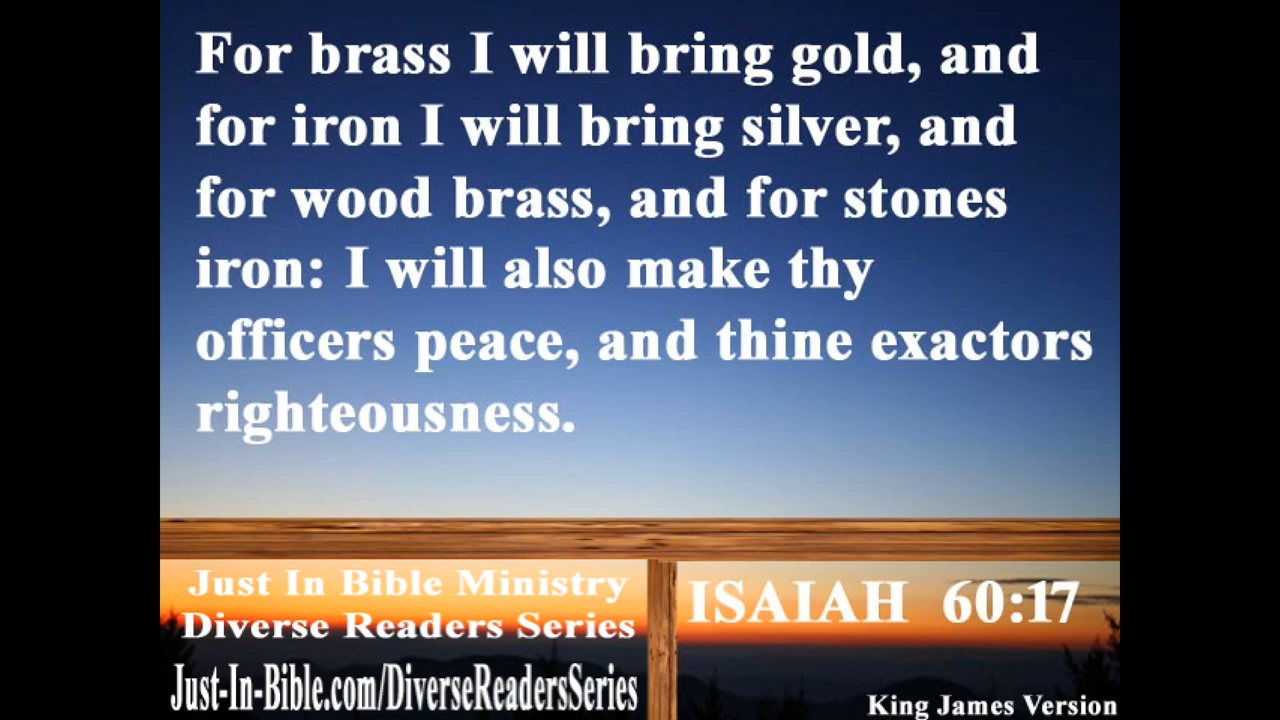 For brass I will bring gold, and
for iron I will bring silver, and
for wood brass, and for stones
iron: I will also make thy
officers peace, and thine exactors
righteousness.
Just In Bible Ministry
Diverse Readers Series
Just-In-Bible.com/DiverseReadersSeries
ISAIAH 60:17
King James Version